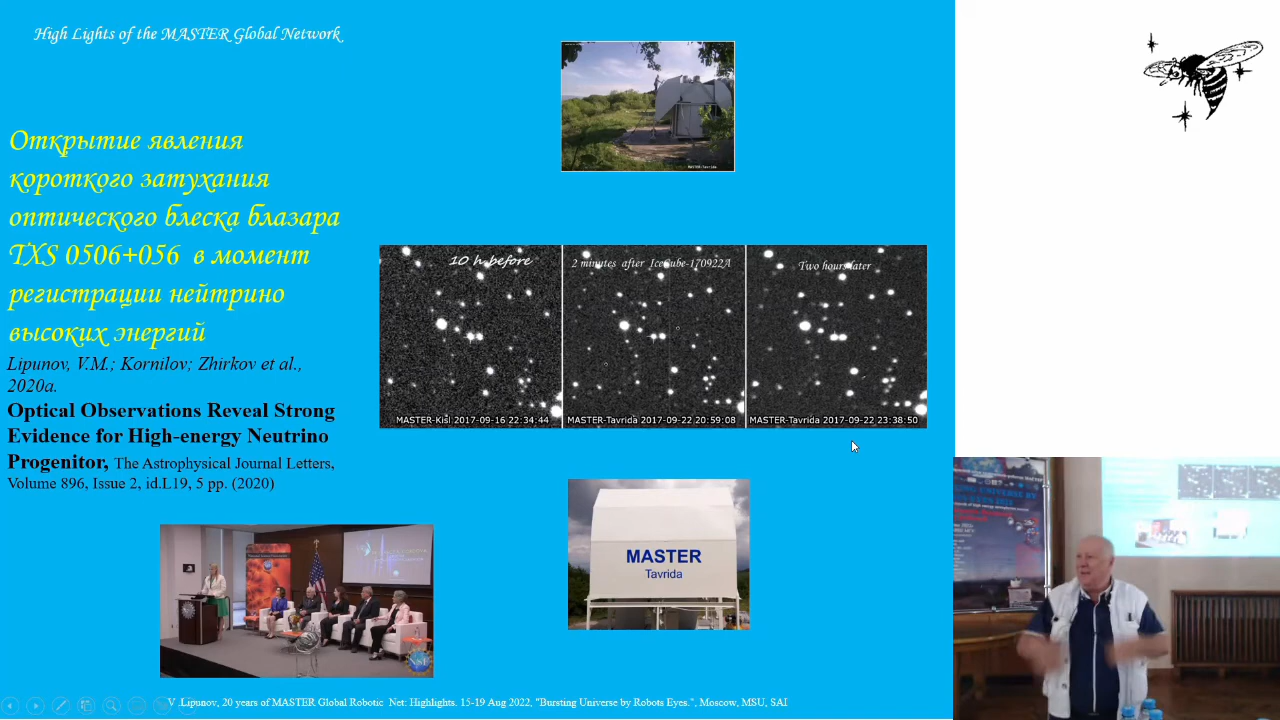 High Lights of the MASTER Global Network
Открытие явления
короткого затухания
оптического блеска блазара
TXS 0506+056 в момент
регистрации нейтрино
высоких энергий
Lipunov, V.M.; Kornilov; Zhirkov et al.,
2020a.
Optical Observations Reveal Strong
Evidence for High-energy Neutrino
Progenitor, The Astrophysical Journal Letters,
Volume 896, Issue 2, id.L19, 5 pp. (2020)
10 h before
2 minutes after IceCube-170922A
Two hours later
MASTER-Kisl 2017-09-16 22:34:44
MASTER-Tavrida 2017-09-22 20:59:08
MASTER-Tavrida 2017-09-22 23:38:50
MASTER
Tavrida
V .Lipunov, 20 years of MASTER Global Robotic Net: Highlights. 15-19 Aug 2022, "Bursting Universe by Robots Eyes.", Moscow, MSU, SAI